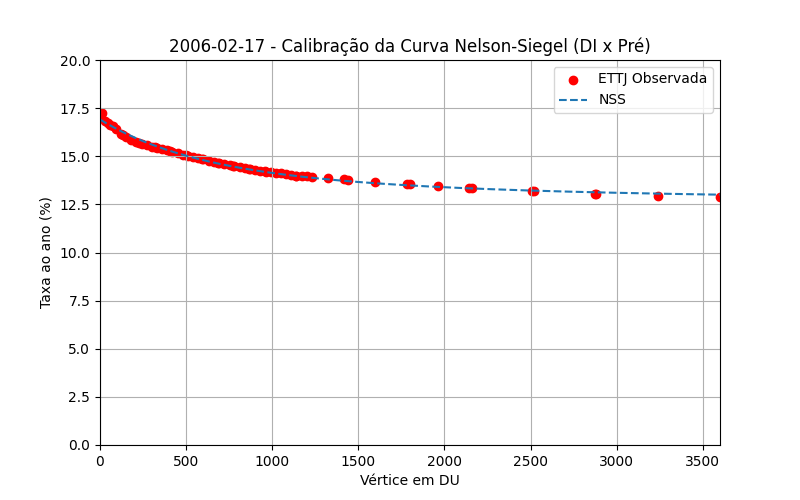 2006-02-17 - Calibração da Curva Nelson-Siegel (DI x Pré)
ETTJ Observada
NSS
Taxa ao ano (%)
20.0
17.5
15.0
12.5
10.0
7.5
5.0
2.5
0.0
0 500 1000 1500 2000 2500 3000 3500
Vértice em DU